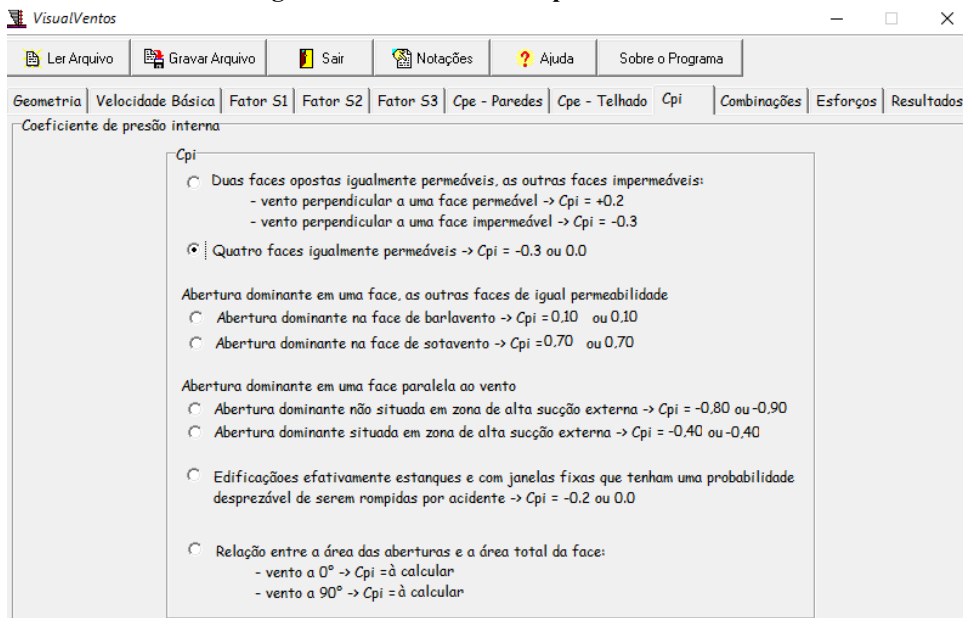 VisualVentos
Ler Arquivo Gravar Arquivo Sair Notações Ajuda Sobre o Programa
Geometria Velocidade Básica Fator S1 Fator S2 Fator S3 Cpe - Paredes Cpe - Telhado Cpi Combinações Esforços Resultados
Coeficiente de presão interna
Cpi
Duas faces opostas igualmente permeáveis, as outras faces impermeáveis:
- vento perpendicular a uma face permeável -> Cpi = +0.2
- vento perpendicular a uma face impermeável -> Cpi = -0.3
Quatro faces igualmente permeáveis -> Cpi = -0.3 ou 0.0
Abertura dominante em uma face, as outras faces de igual permeabilidade
Abertura dominante na face de barlavento -> Cpi = 0,10 ou 0,10
Abertura dominante na face de sotavento -> Cpi = 0,70 ou 0,70
Abertura dominante em uma face paralela ao vento
Abertura dominante não situada em zona de alta sucção externa -> Cpi = -0,80 ou -0,90
Abertura dominante situada em zona de alta sucção externa -> Cpi = -0,40 ou -0,40
Edificaçãoes efativamente estanques e com janelas fixas que tenham uma probabilidade
desprezável de serem rompidas por acidente -> Cpi = -0.2 ou 0.0
Relação entre a área das aberturas e a área total da face:
- vento a 0° -> Cpi = à calcular
- vento a 90° -> Cpi = à calcular